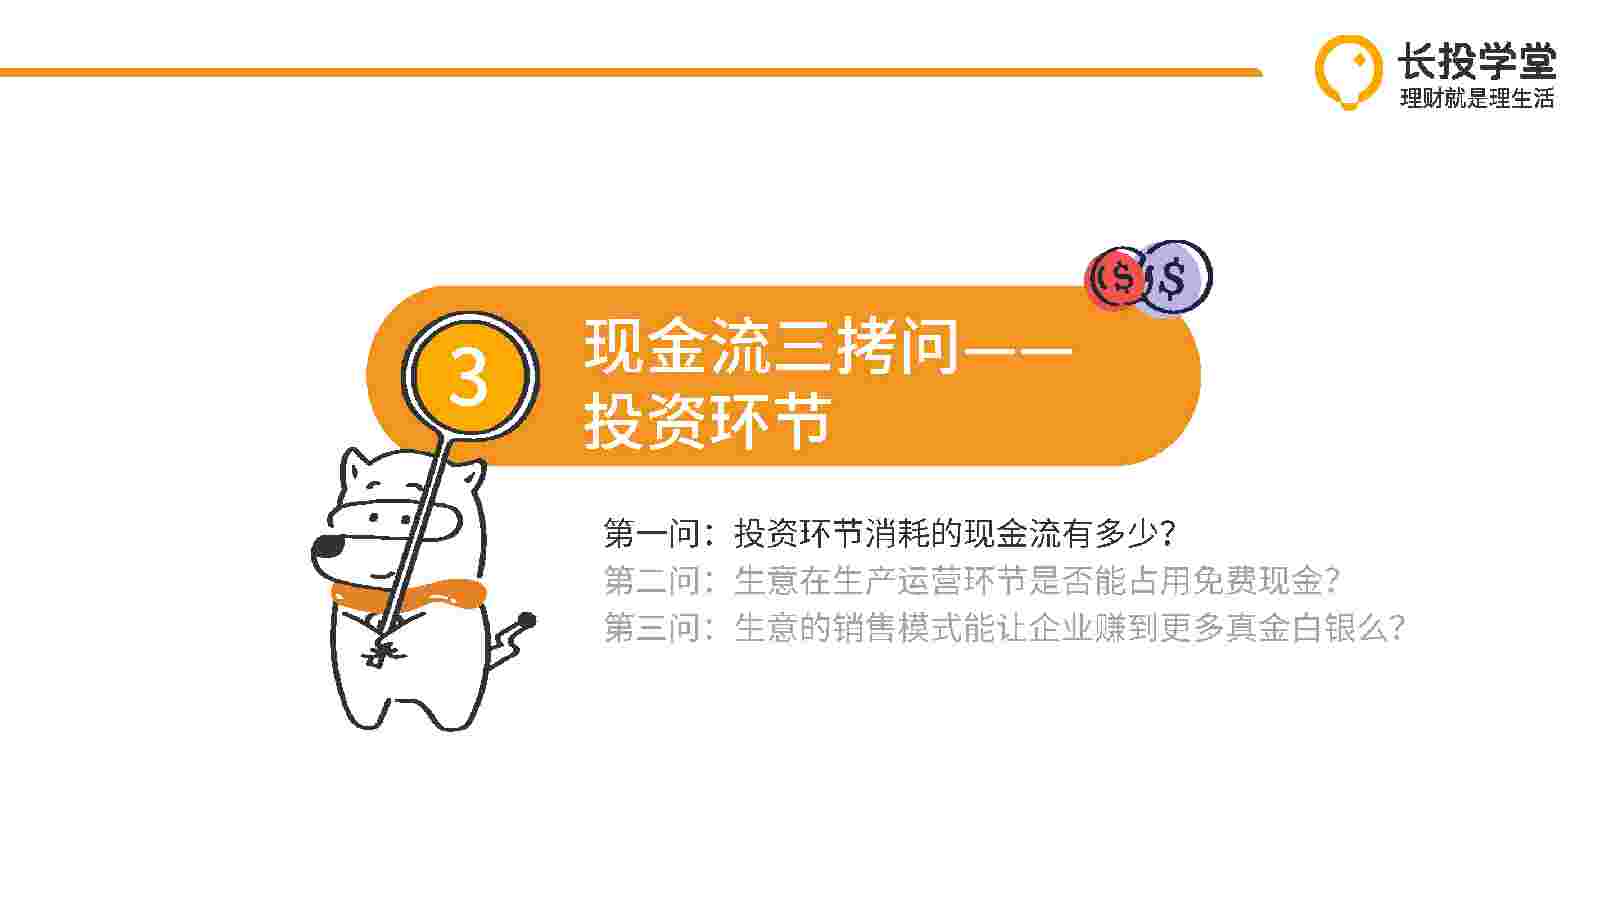 长投学堂
理财就是理生活
$ $
3
现金流三拷问——
投资环节
第一问：投资环节消耗的现金流有多少？
第二问：生意在生产运营环节是否能占用免费现金？
第三问：生意的销售模式能让企业赚到更多真金白银么？